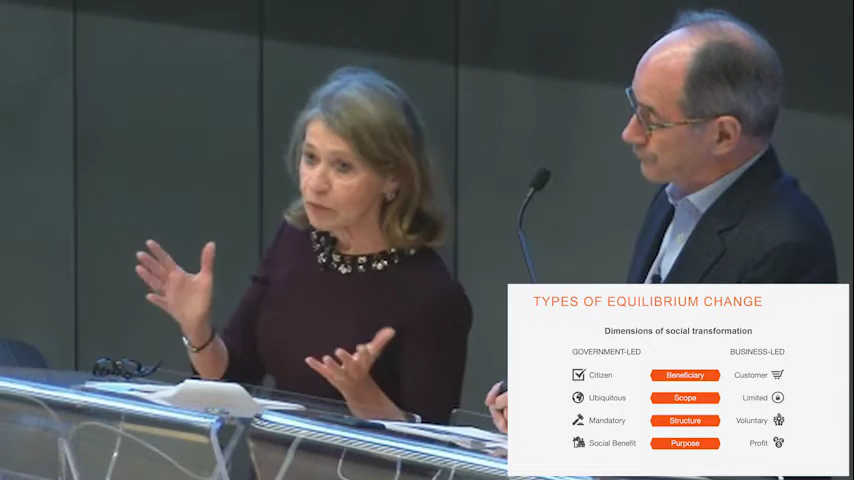 TYPES OF EQUILIBRIUM CHANGE
Dimensions of social transformation
GOVERNMENT-LED BUSINESS-LED
Citizen Beneficiary Customer
Ubiquitous Scope Limited
Mandatory Structure Voluntary
Social Benefit Purpose Profit